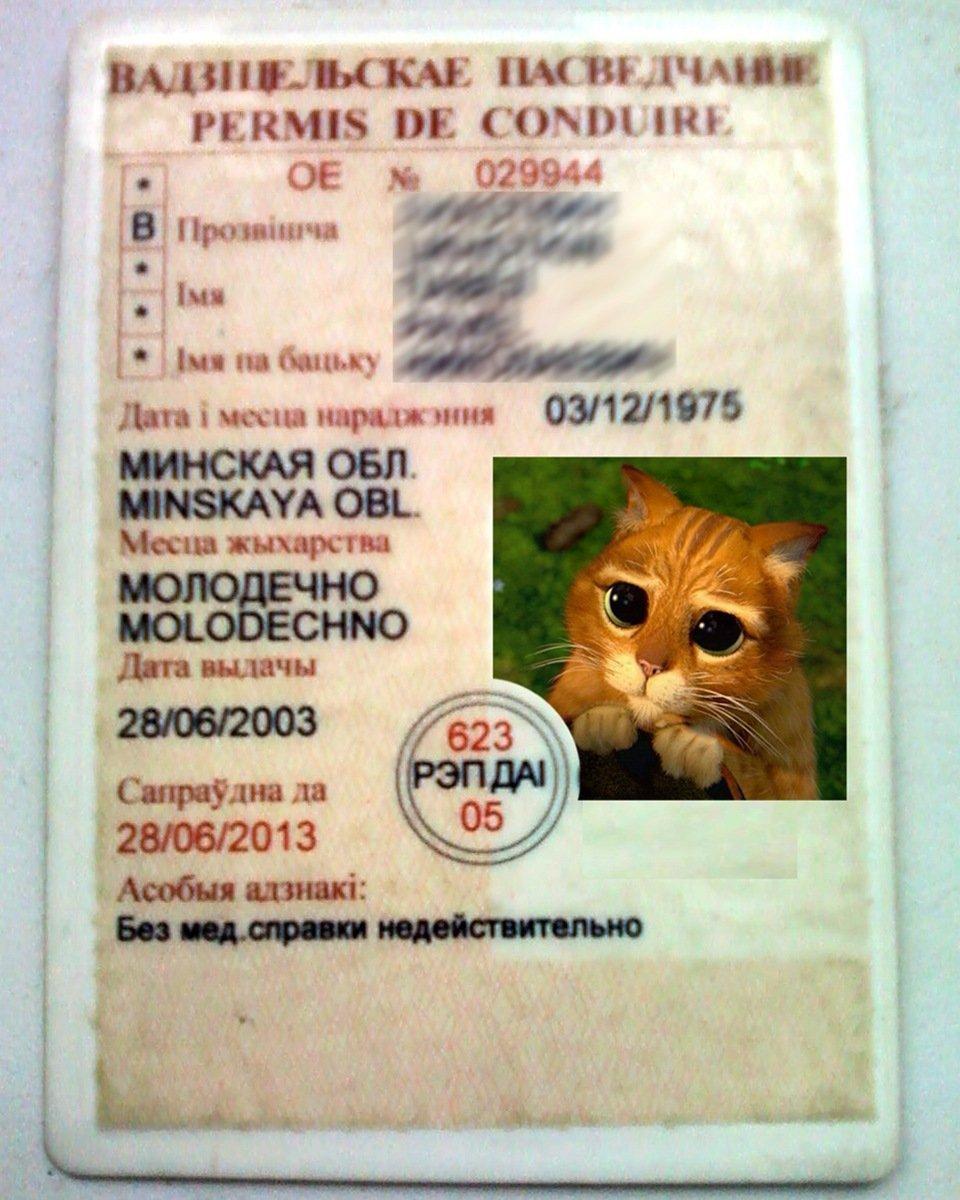 ВАДЗІЦЕЛЬСКАЕ ПАСВЕДЧАННЕ
PERMIS DE CONDUIRE
*
OE № 029944
B
Прозвішча
*
Імя
*
*
Імя па бацьку
Дата і месца нараджэння 03/12/1975
МИНСКАЯ ОБЛ.
MINSKAYA OBL.
Месца жыхарства
МОЛОДЕЧНО
MOLODECHNO
Дата выдачы
28/06/2003
623
РЭП ДАІ
05
Сапраўдна да
28/06/2013
Асобыя адзнакі:
Без мед.справки недействительно